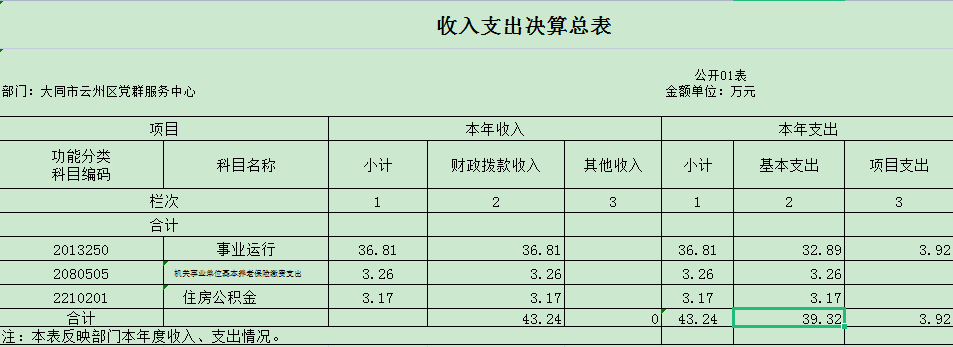 收入支出决算总表
公开01表
部门：大同市云州区党群服务中心 金额单位：万元
项目 本年收入 本年支出
功能分类科目编码 科目名称 小计 财政拨款收入 其他收入 小计 基本支出 项目支出
栏次 1 2 3 1 2 3
合计
2013250 事业运行 36.81 36.81 36.81 32.89 3.92
2080505 机关事业单位基本养老保险缴费支出 3.26 3.26 3.26 3.26
2210201 住房公积金 3.17 3.17 3.17 3.17
合计 43.24 0 43.24 39.32 3.92
注：本表反映部门本年度收入、支出情况。